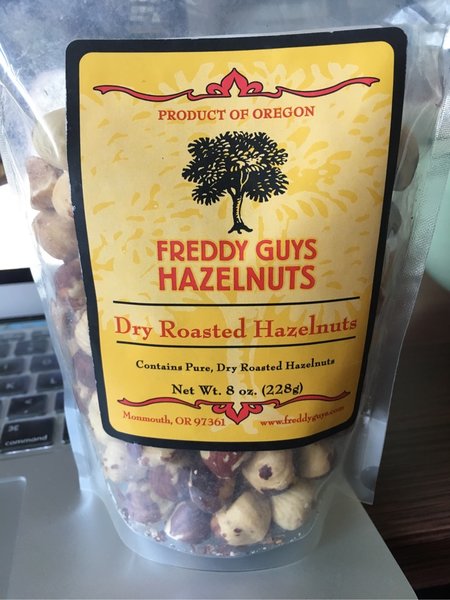 PRODUCT OF OREGON
FREDDY GUYS
HAZELNUTS
Dry Roasted Hazelnuts
Contains Pure, Dry Roasted Hazelnuts
Net Wt. 8 oz. (228g)
Monmouth, OR 97361 www.freddyguys.com
⌘
command